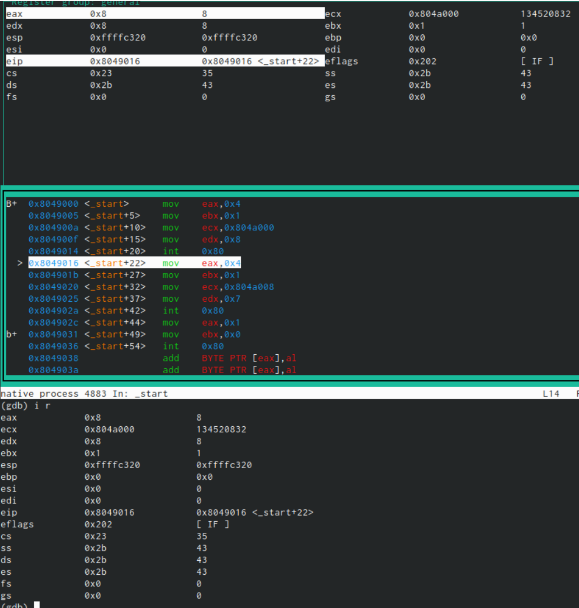 Register group: general
eax 0x8 8 ecx 0x804a000 134520832
edx 0x8 8 ebx 0x1 1
esp 0xffffc320 0xffffc320 ebp 0x0 0x0
esi 0x0 0 edi 0x0 0
eip 0x8049016 0x8049016 <_start+22> eflags 0x202 [ IF ]
cs 0x23 35 ss 0x2b 43
ds 0x2b 43 es 0x2b 43
fs 0x0 0 gs 0x0 0
B+ 0x8049000 <_start> mov eax,0x4
0x8049005 <_start+5> mov ebx,0x1
0x804900a <_start+10> mov ecx,0x804a000
0x804900f <_start+15> mov edx,0x8
0x8049014 <_start+20> int 0x80
> 0x8049016 <_start+22> mov eax,0x4
0x804901b <_start+27> mov ebx,0x1
0x8049020 <_start+32> mov ecx,0x804a008
0x8049025 <_start+37> mov edx,0x7
0x804902a <_start+42> int 0x80
0x804902c <_start+44> mov eax,0x1
b+ 0x8049031 <_start+49> mov ebx,0x0
0x8049036 <_start+54> int 0x80
0x8049038 add BYTE PTR [eax],al
0x804903a add BYTE PTR [eax],al
native process 4883 In: _start L14
(gdb) i r
eax 0x8 8
ecx 0x804a000 134520832
edx 0x8 8
ebx 0x1 1
esp 0xffffc320 0xffffc320
ebp 0x0 0x0
esi 0x0 0
edi 0x0 0
eip 0x8049016 0x8049016 <_start+22>
eflags 0x202 [ IF ]
cs 0x23 35
ss 0x2b 43
ds 0x2b 43
es 0x2b 43
fs 0x0 0
gs 0x0 0
(gdb)